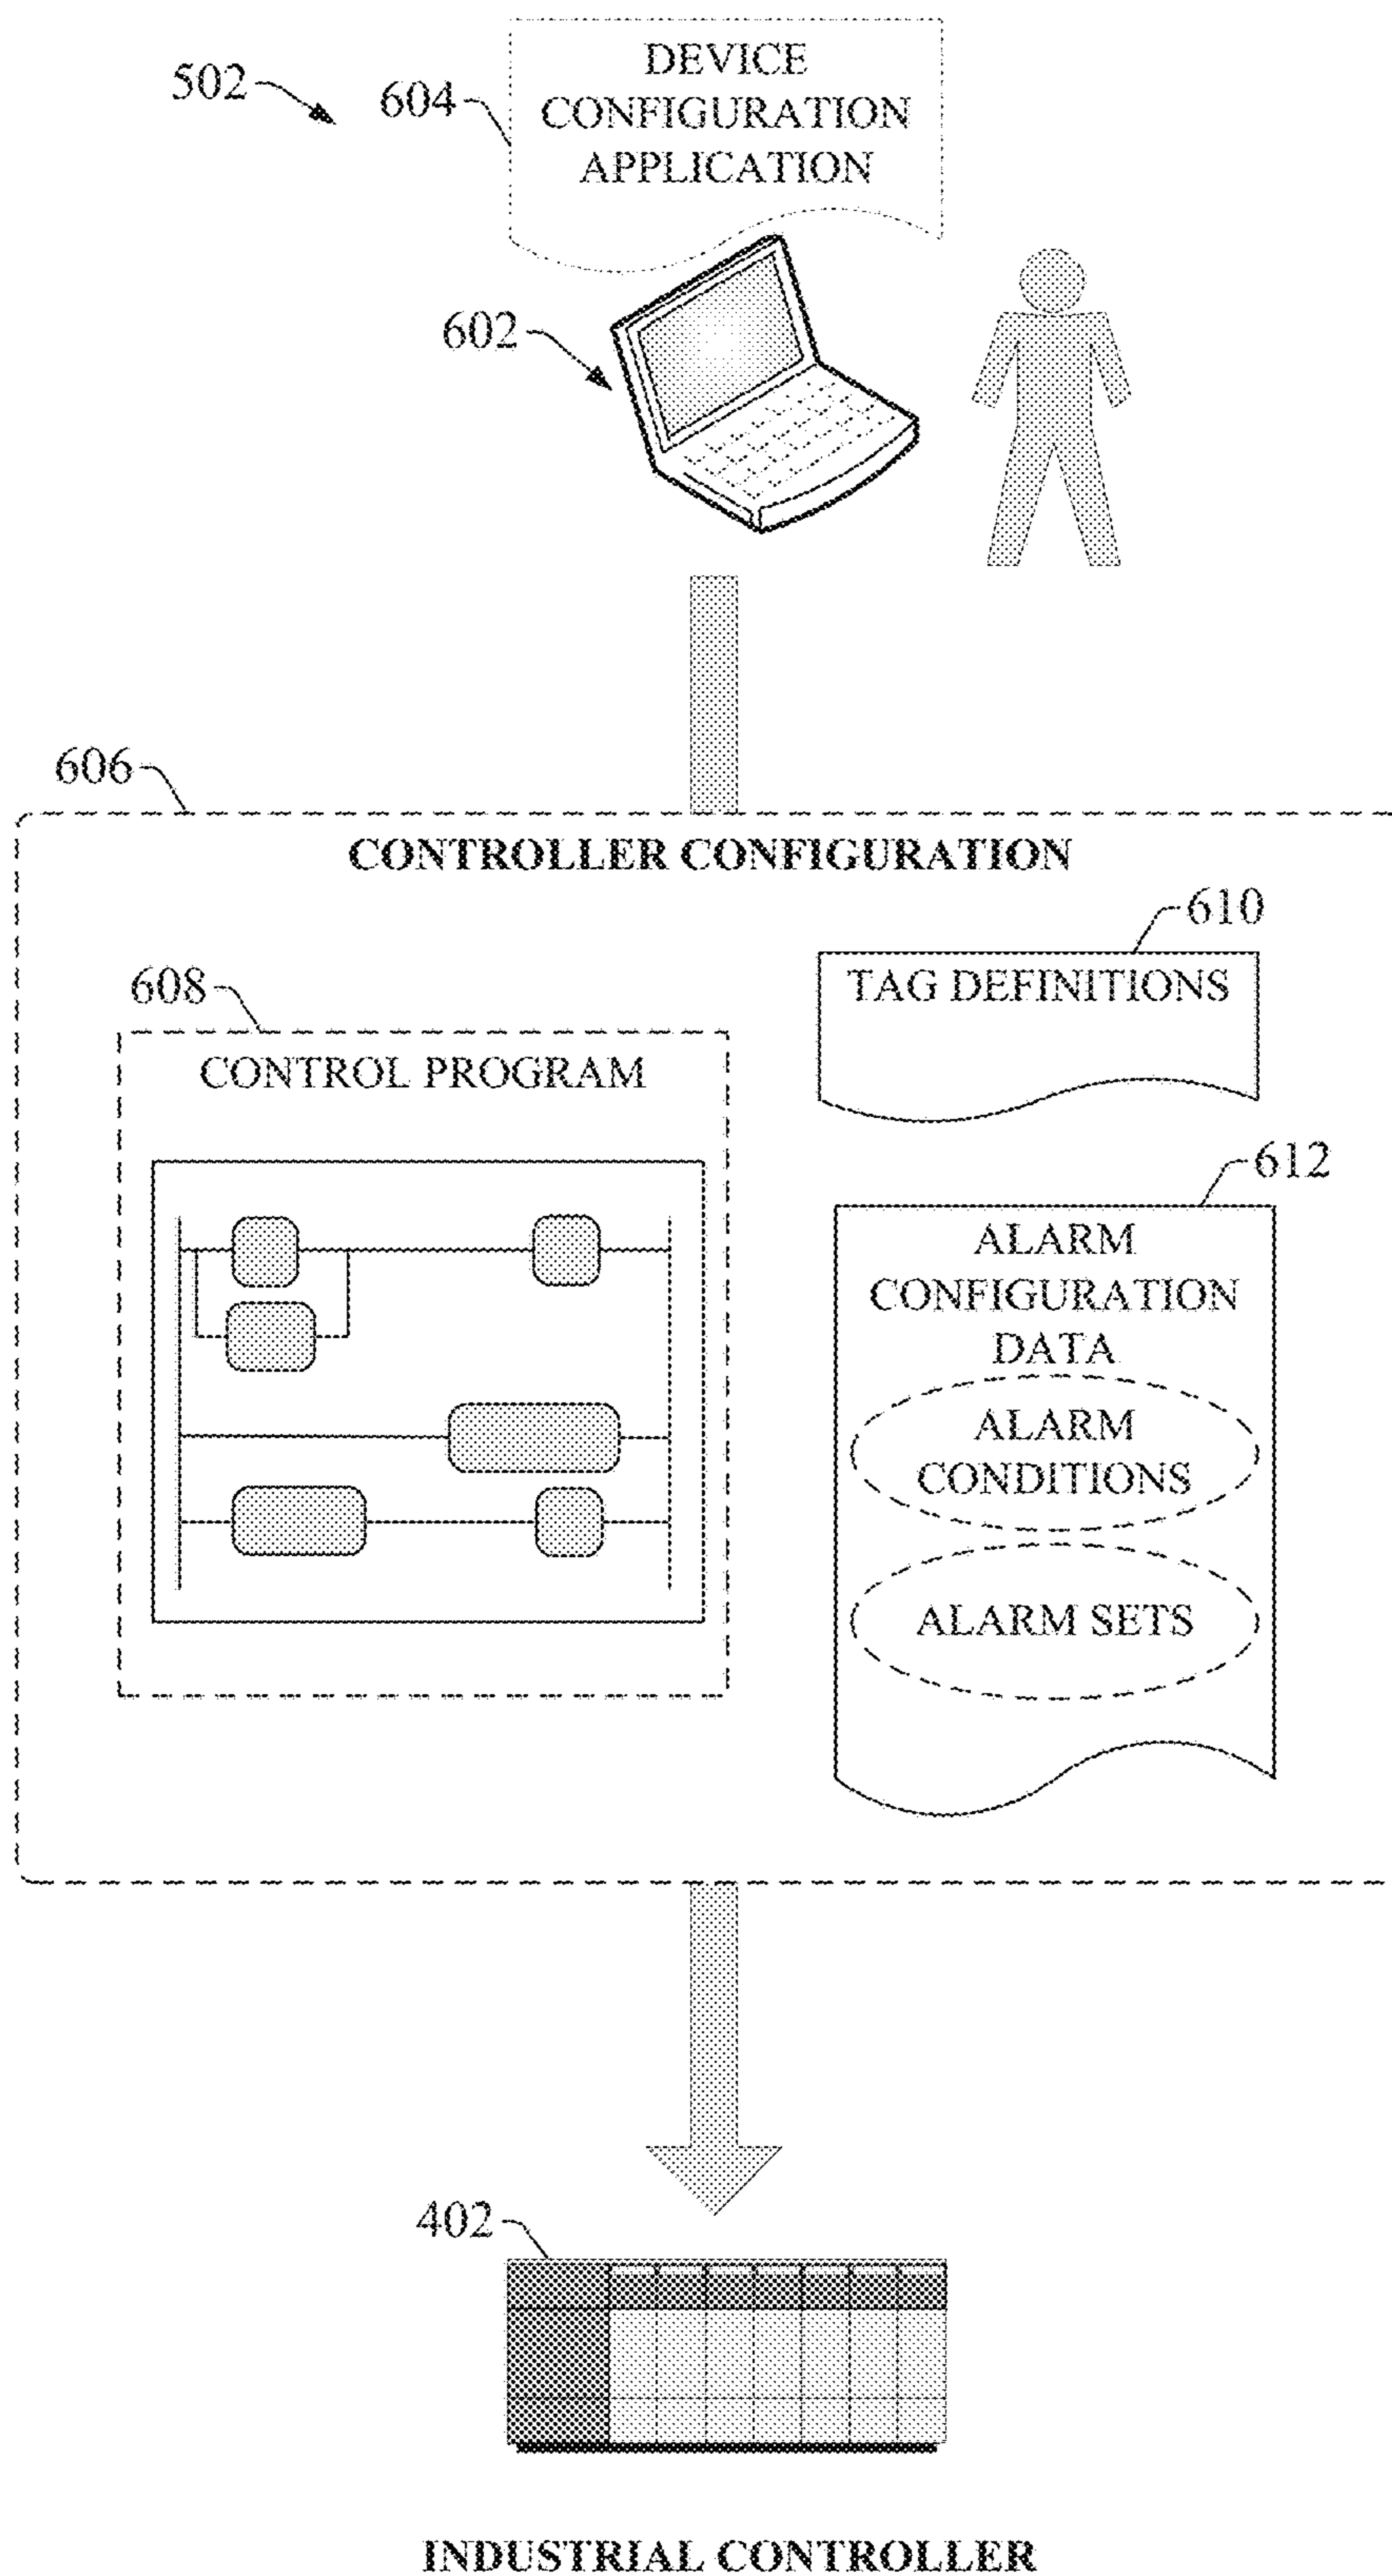 502
604
DEVICE
CONFIGURATION
APPLICATION
602
606
CONTROLLER CONFIGURATION
610
TAG DEFINITIONS
608
CONTROL PROGRAM
612
ALARM
CONFIGURATION
DATA
ALARM
CONDITIONS
ALARM SETS
402
INDUSTRIAL CONTROLLER